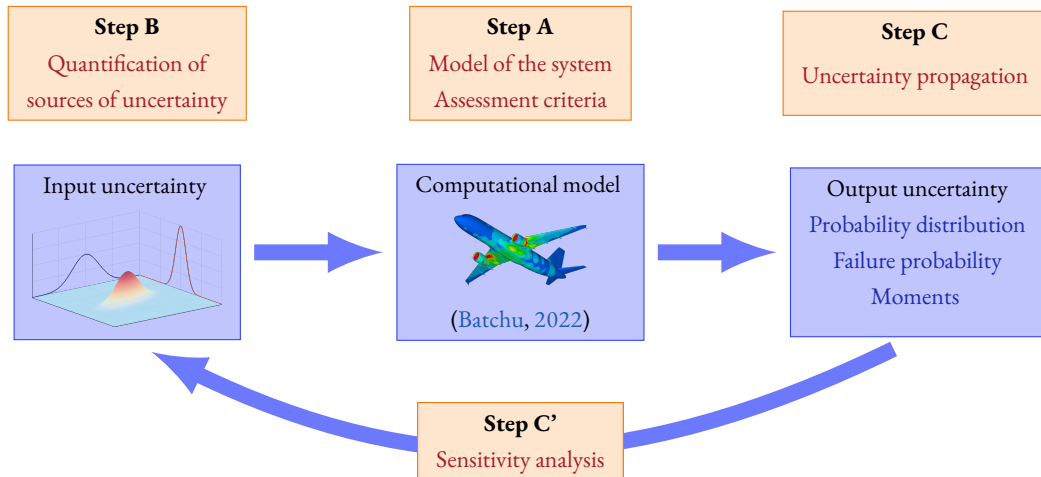 Step B
Quantification of
sources of uncertainty
Step A
Model of the system
Assessment criteria
Step C
Uncertainty propagation
Input uncertainty
Computational model
(Batchu, 2022)
Output uncertainty
Probability distribution
Failure probability
Moments
Step C’
Sensitivity analysis